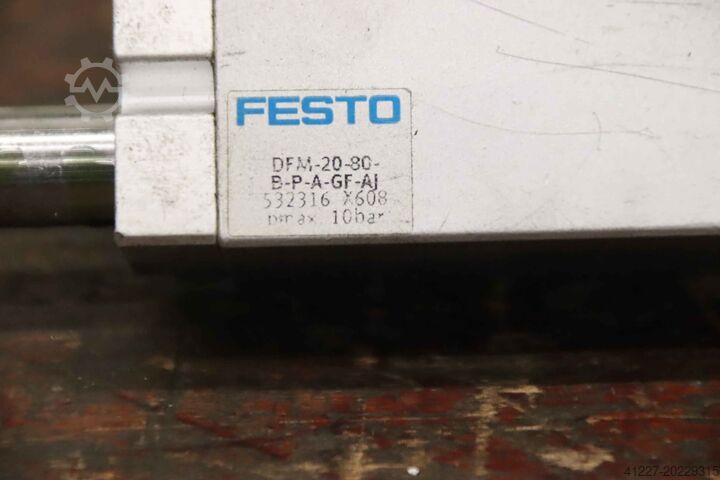 FESTO
DFM-20-80-
B-P-A-GF-AJ
532316 X608
pmax. 10bar
41227-20229315